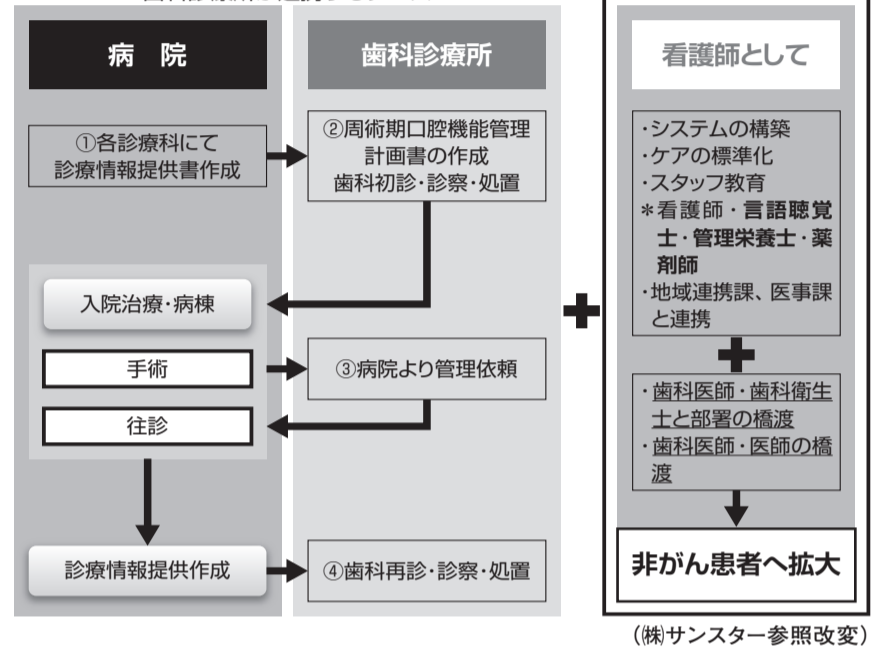 病 院
①各診療科にて
診療情報提供書作成
入院治療・病棟
手術
往診
診療情報提供作成
歯科診療所
②周術期口腔機能管理
計画書の作成
歯科初診・診察・処置
③病院より管理依頼
④歯科再診・診察・処置
＋
看護師として
・システムの構築
・ケアの標準化
・スタッフ教育
＊看護師・言語聴覚
士・管理栄養士・薬
剤師
・地域連携課、医事課
と連携
＋
・歯科医師・歯科衛生
士と部署の橋渡
・歯科医師・医師の橋
渡
非がん患者へ拡大
（㈱サンスター参照改変）